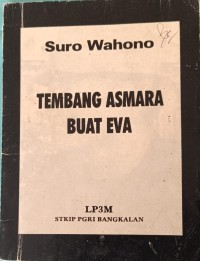 Suro Wahono
TEMBANG ASMARA
BUAT EVA
LP3M
STKIP PGRI BANGKALAN